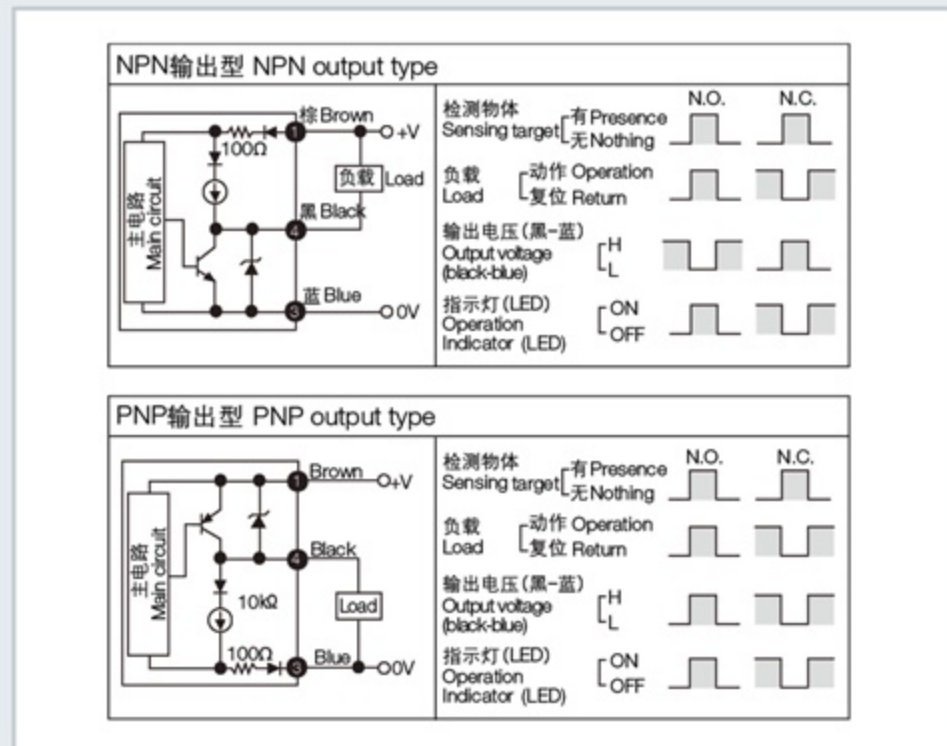 NPN输出型 NPN output type
棕 Brown
1
+V
100Ω
负载 Load
黑 Black
4
主电路
Main circuit
蓝 Blue
3
0V
N.O. N.C.
检测物体
Sensing target
有 Presence
无 Nothing
负载
Load
动作 Operation
复位 Return
输出电压(黑-蓝)
Output voltage
(black-blue)
H
L
指示灯(LED)
Operation
Indicator (LED)
ON
OFF
PNP输出型 PNP output type
Brown
1
+V
4
Black
主电路
Main circuit
10kΩ
Load
100Ω
Blue
3
0V
N.O. N.C.
检测物体
Sensing target
有 Presence
无 Nothing
负载
Load
动作 Operation
复位 Return
输出电压(黑-蓝)
Output voltage
(black-blue)
H
L
指示灯(LED)
Operation
Indicator (LED)
ON
OFF